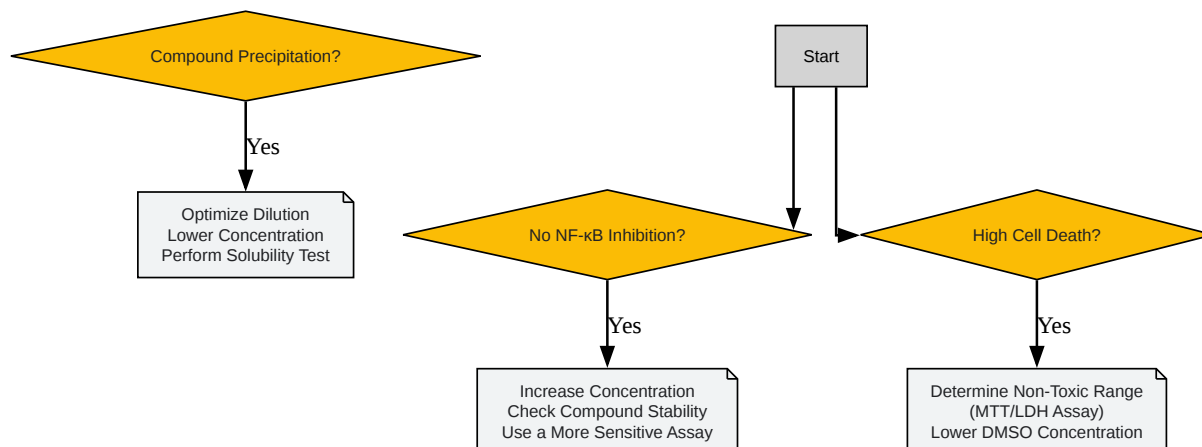 Compound Precipitation?
Start
Yes
Optimize Dilution
Lower Concentration
Perform Solubility Test
No NF-κB Inhibition?
High Cell Death?
Yes
Yes
Increase Concentration
Check Compound Stability
Use a More Sensitive Assay
Determine Non-Toxic Range
(MTT/LDH Assay)
Lower DMSO Concentration